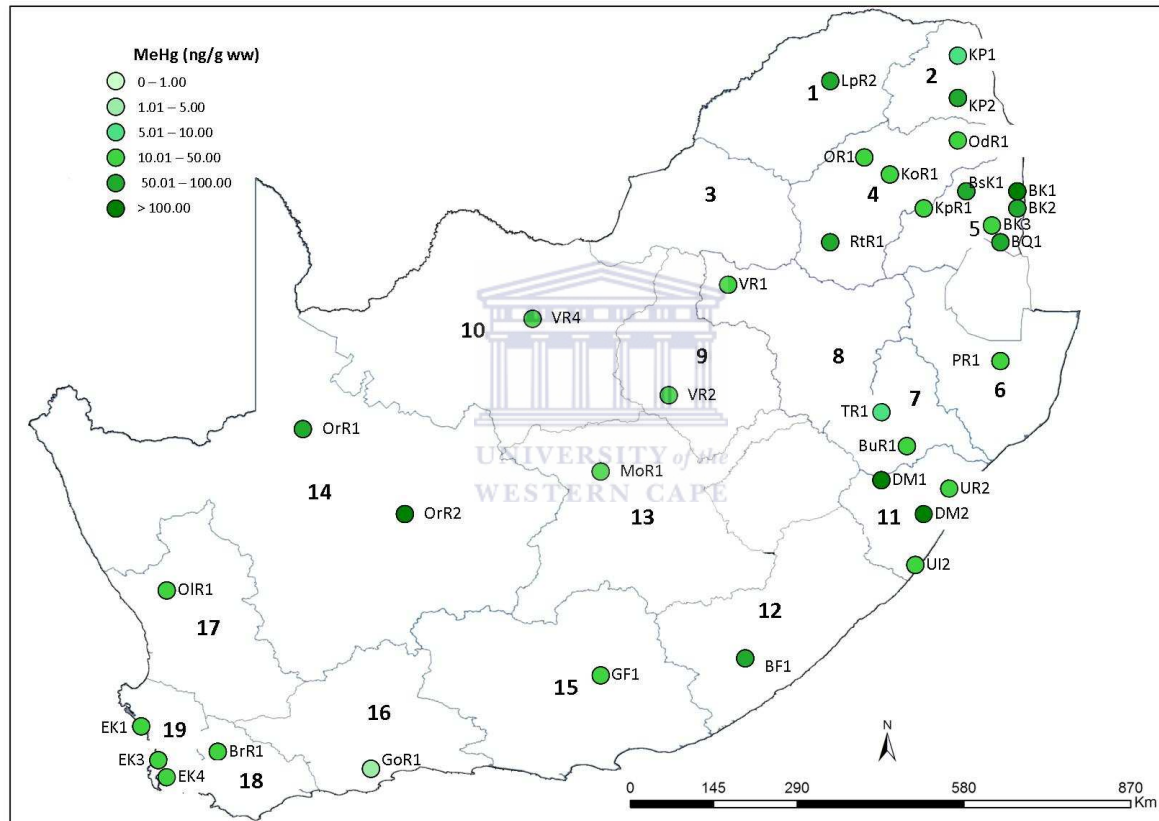 MeHg (ng/g ww)
0 – 1.00
1.01 – 5.00
5.01 – 10.00
10.01 – 50.00
50.01 – 100.00
> 100.00
KP1
2
LpR2
1
KP2
OdR1
OR1
KoR1
4
3
BsK1
BK1
KpR1
BK2
BK3
5
RtR1
BQ1
VR1
10
VR4
9
8
PR1
6
VR2
7
TR1
OrR1
BuR1
UNIVERSITY of the
WESTERN CAPE
MoR1
DM1
UR2
14
OrR2
13
11
DM2
UI2
OlR1
12
17
BF1
15
GF1
16
EK1
19
BrR1
EK3
GoR1
EK4
18
N
0 145 290 580 870
Km